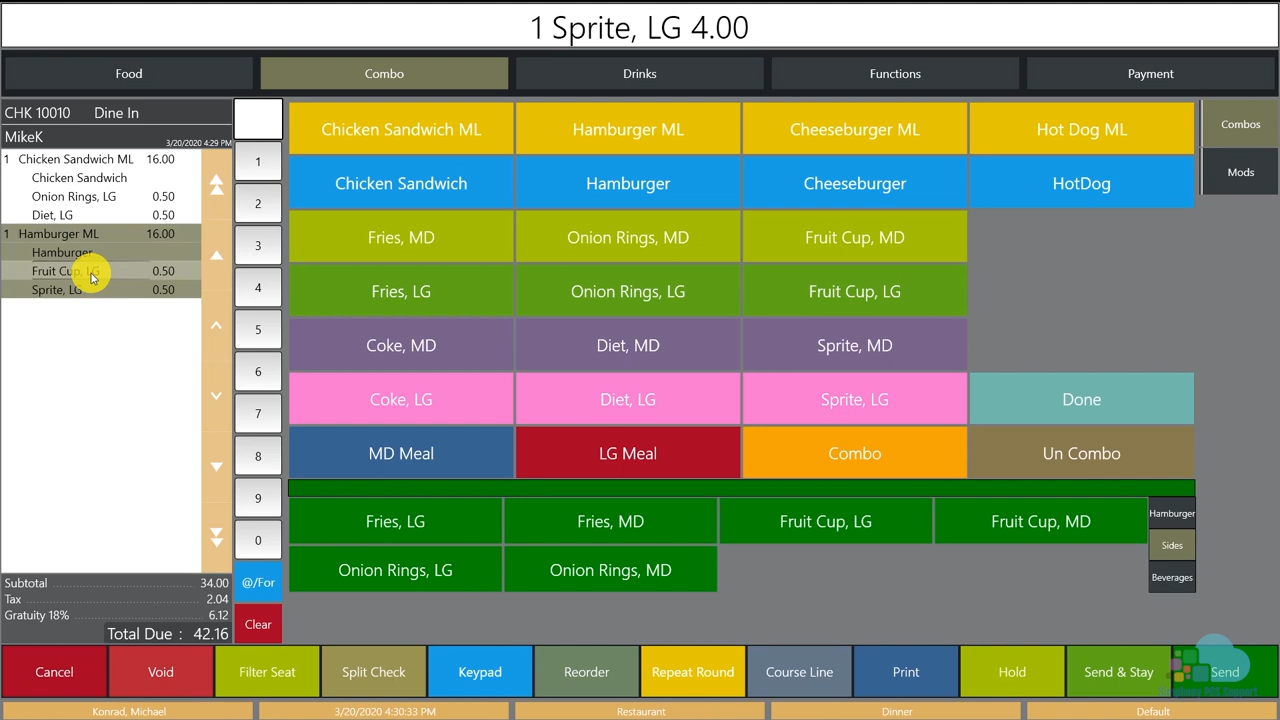 1 Sprite, LG 4.00
Food Combo Drinks Functions Payment
CHK 10010 Dine In
MikeK 3/20/2020 4:29 PM
1 Chicken Sandwich ML 16.00
Chicken Sandwich
Onion Rings, LG 0.50
Diet, LG 0.50
1 Hamburger ML 16.00
Hamburger
Fruit Cup, LG 0.50
Sprite, LG 0.50
Subtotal 34.00
Tax 2.04
Gratuity 18% 6.12
Total Due : 42.16
1
2
3
4
5
6
7
8
9
0
@/For
Clear
Chicken Sandwich ML Hamburger ML Cheeseburger ML Hot Dog ML
Chicken Sandwich Hamburger Cheeseburger HotDog
Fries, MD Onion Rings, MD Fruit Cup, MD
Fries, LG Onion Rings, LG Fruit Cup, LG
Coke, MD Diet, MD Sprite, MD
Coke, LG Diet, LG Sprite, LG Done
MD Meal LG Meal Combo Un Combo
Fries, LG Fries, MD Fruit Cup, LG Fruit Cup, MD
Onion Rings, LG Onion Rings, MD
Hamburger
Sides
Beverages
Combos
Mods
Cancel Void Filter Seat Split Check Keypad Reorder Repeat Round Course Line Print Hold Send & Stay Send
Symphony POS Support
Konrad, Michael 3/20/2020 4:30:33 PM Restaurant Dinner Default